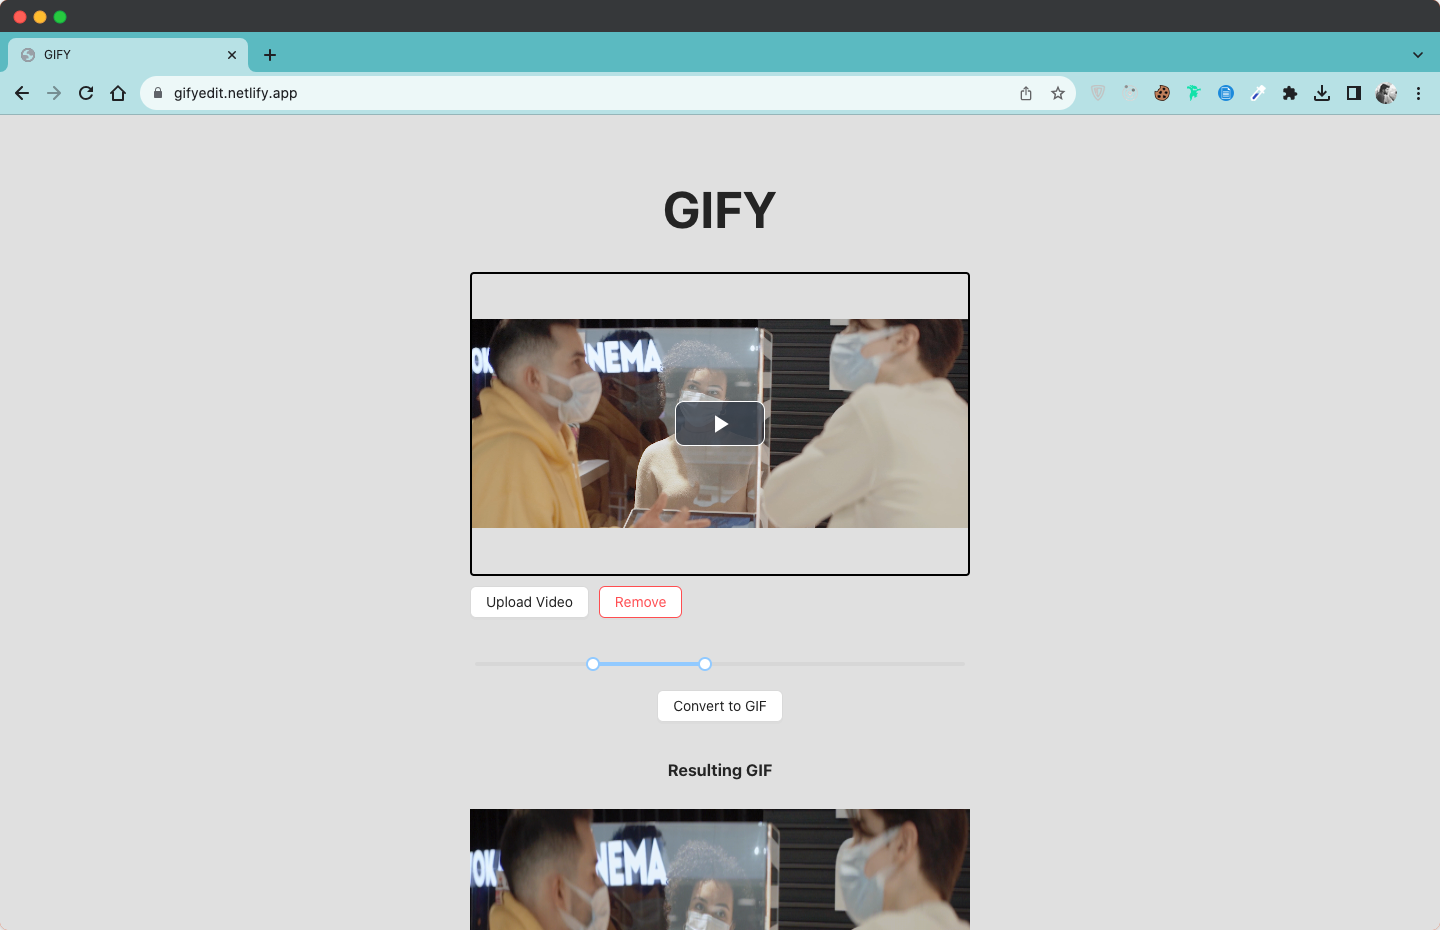 GIFY
gifyedit.netlify.app
GIFY
OK
NEMA
Upload Video
Remove
Convert to GIF
Resulting GIF
OK
NEMA